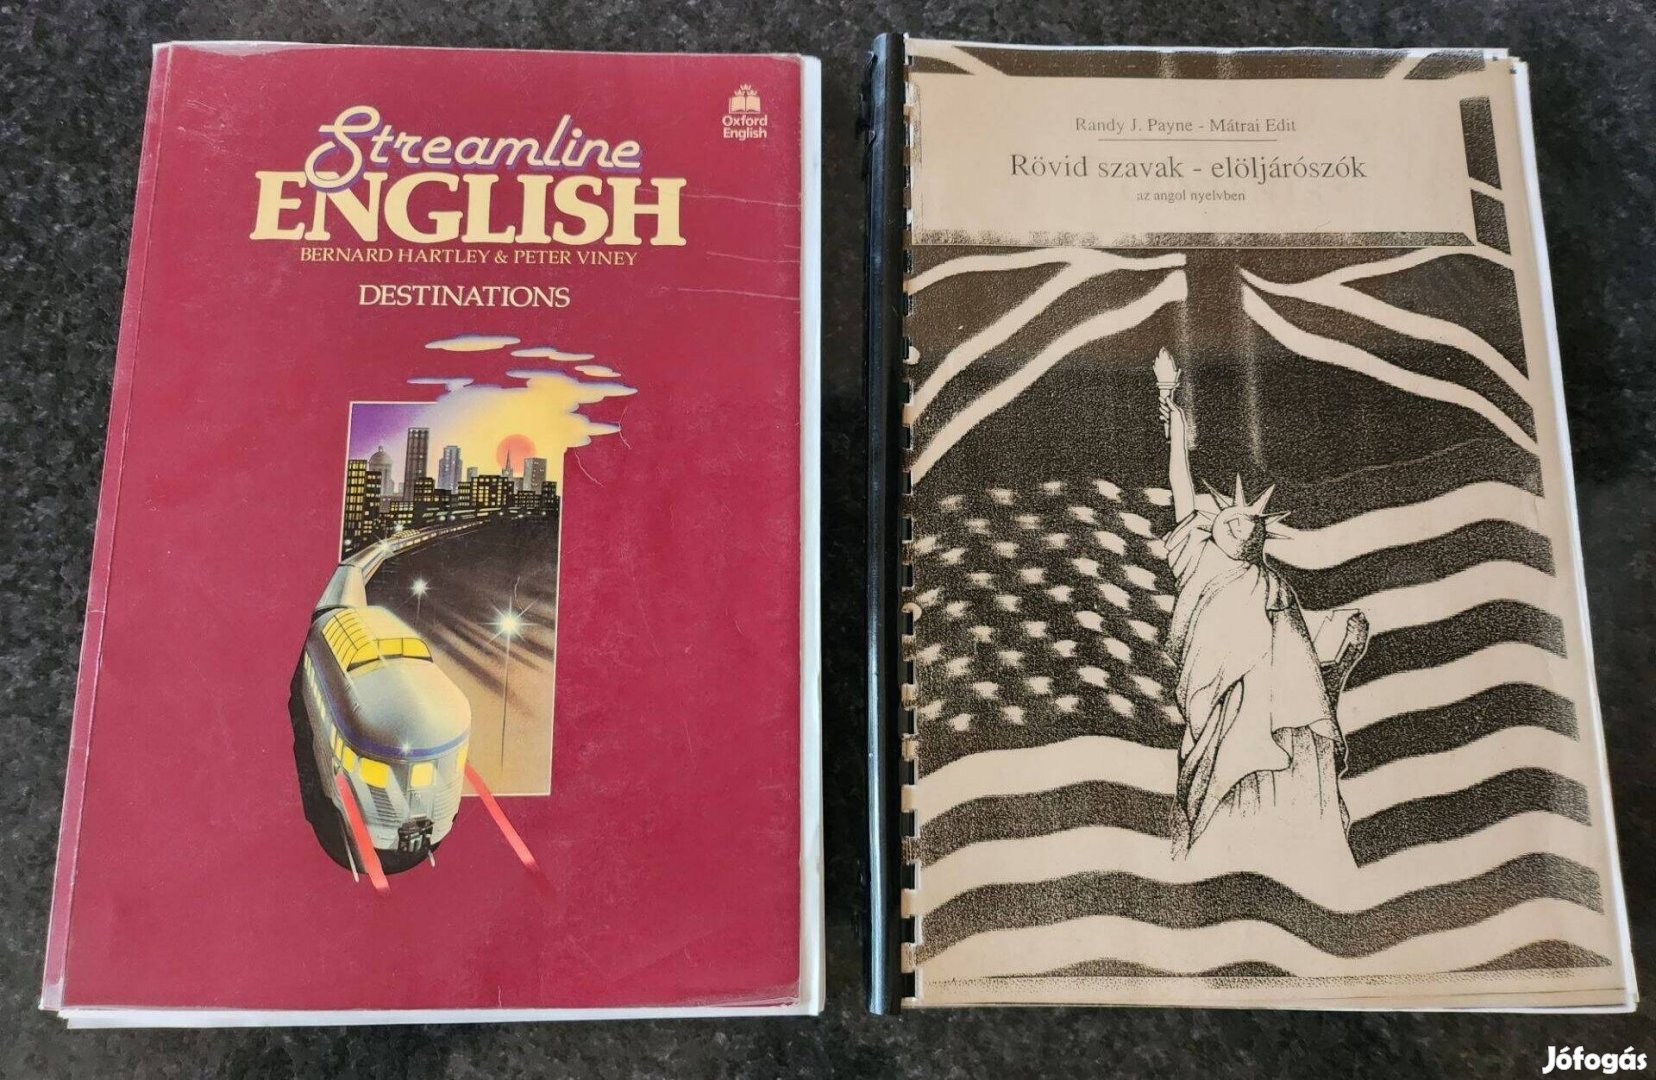 Streamline
ENGLISH
BERNARD HARTLEY & PETER VINEY
DESTINATIONS
Oxford
English
Randy J. Payne - Mátrai Edit
Rövid szavak - elöljárószók
az angol nyelvben
Jófogás